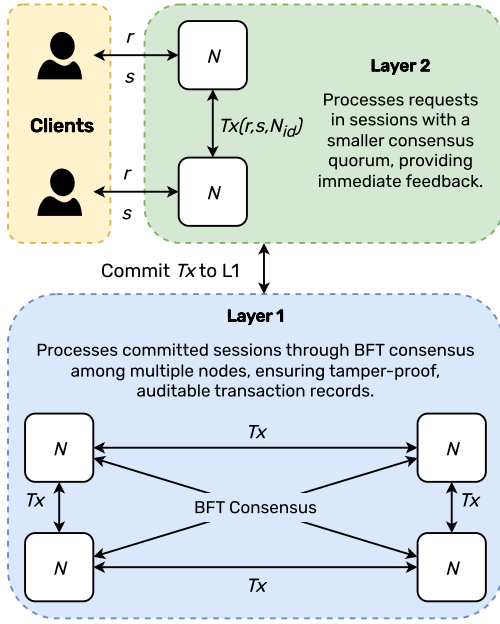 r
s
N
Layer 2
Processes requests
in sessions with a
smaller consensus
quorum, providing
immediate feedback.
Clients
Tx(r,s,N_id)
r
s
N
Commit Tx to L1
Layer 1
Processes committed sessions through BFT consensus
among multiple nodes, ensuring tamper-proof,
auditable transaction records.
N
Tx
N
Tx
BFT Consensus
Tx
N
Tx
N